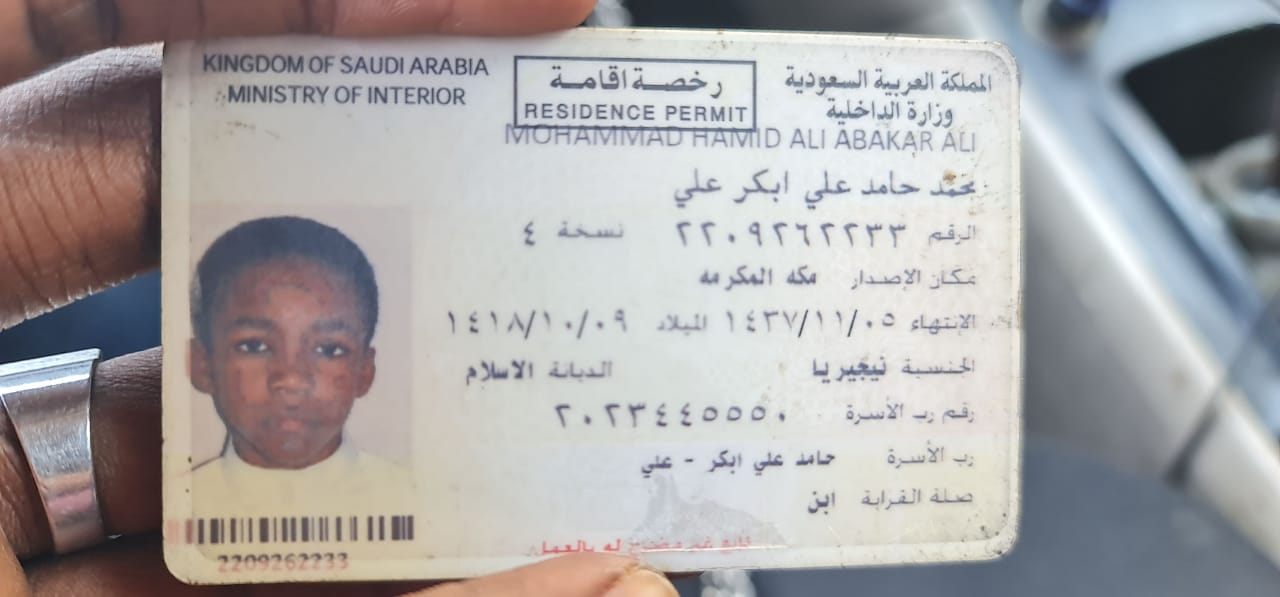 KINGDOM OF SAUDI ARABIA
MINISTRY OF INTERIOR
رخصة اقامة
RESIDENCE PERMIT
المملكة العربية السعودية
وزارة الداخلية
MOHAMMAD HAMID ALI ABAKAR ALI
محمد حامد علي ابكر علي
الرقم ٢٢٠٩٢٦٢٢٣٣ نسخة ٤
مكان الإصدار مكه المكرمه
الإنتهاء ١٤٣٧/١١/٠٥ الميلاد ١٤١٨/١٠/٠٩
الجنسية نيجيريا الديانة الاسلام
رقم رب الأسرة ٢٠٢٣٤٤٥٥٥٠
رب الأسرة حامد علي ابكر - علي
صلة القرابة ابن
له بالعمل
2209262233